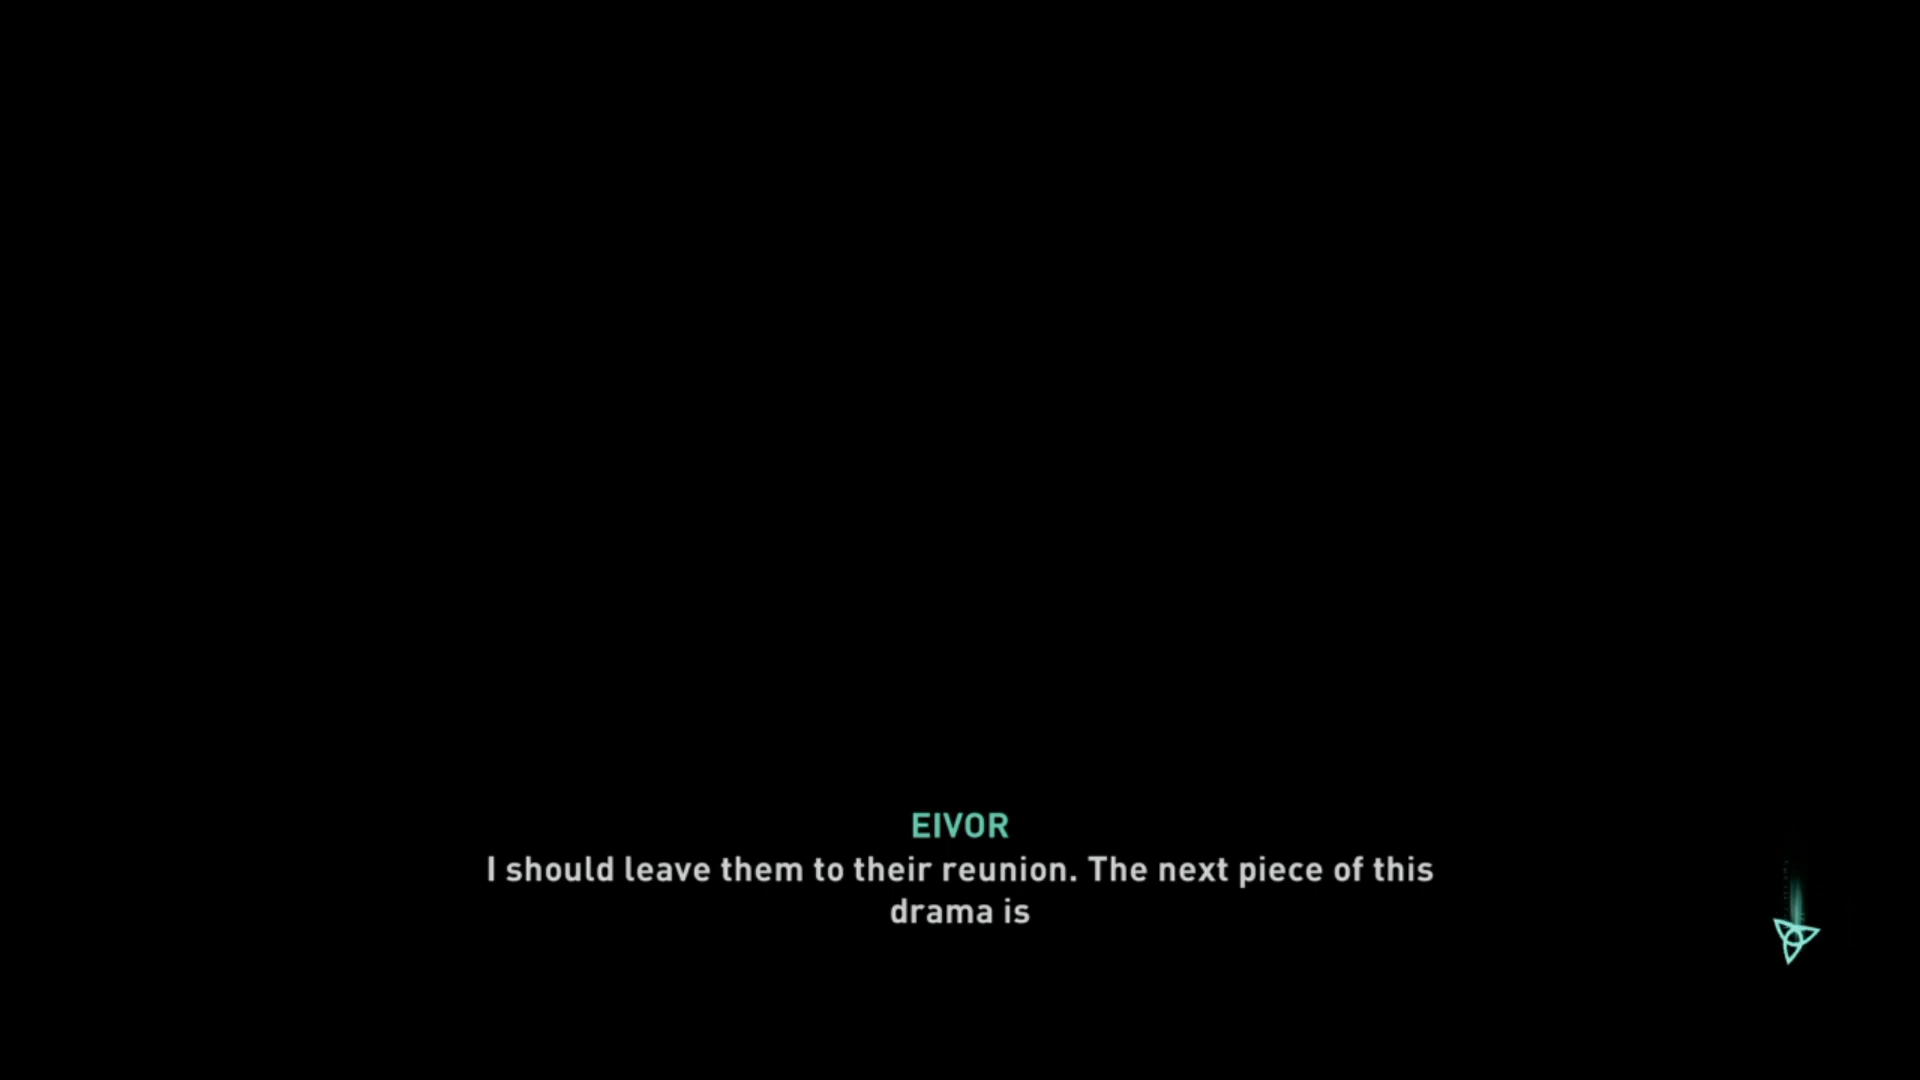 EIVOR
I should leave them to their reunion. The next piece of this
drama is